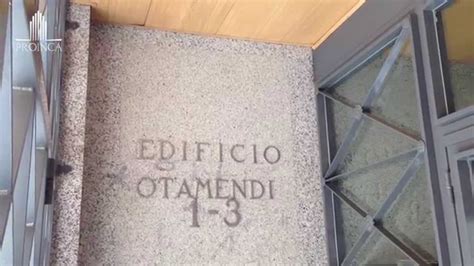 PROINCA
EDIFICIO
OTAMENDI
1-3